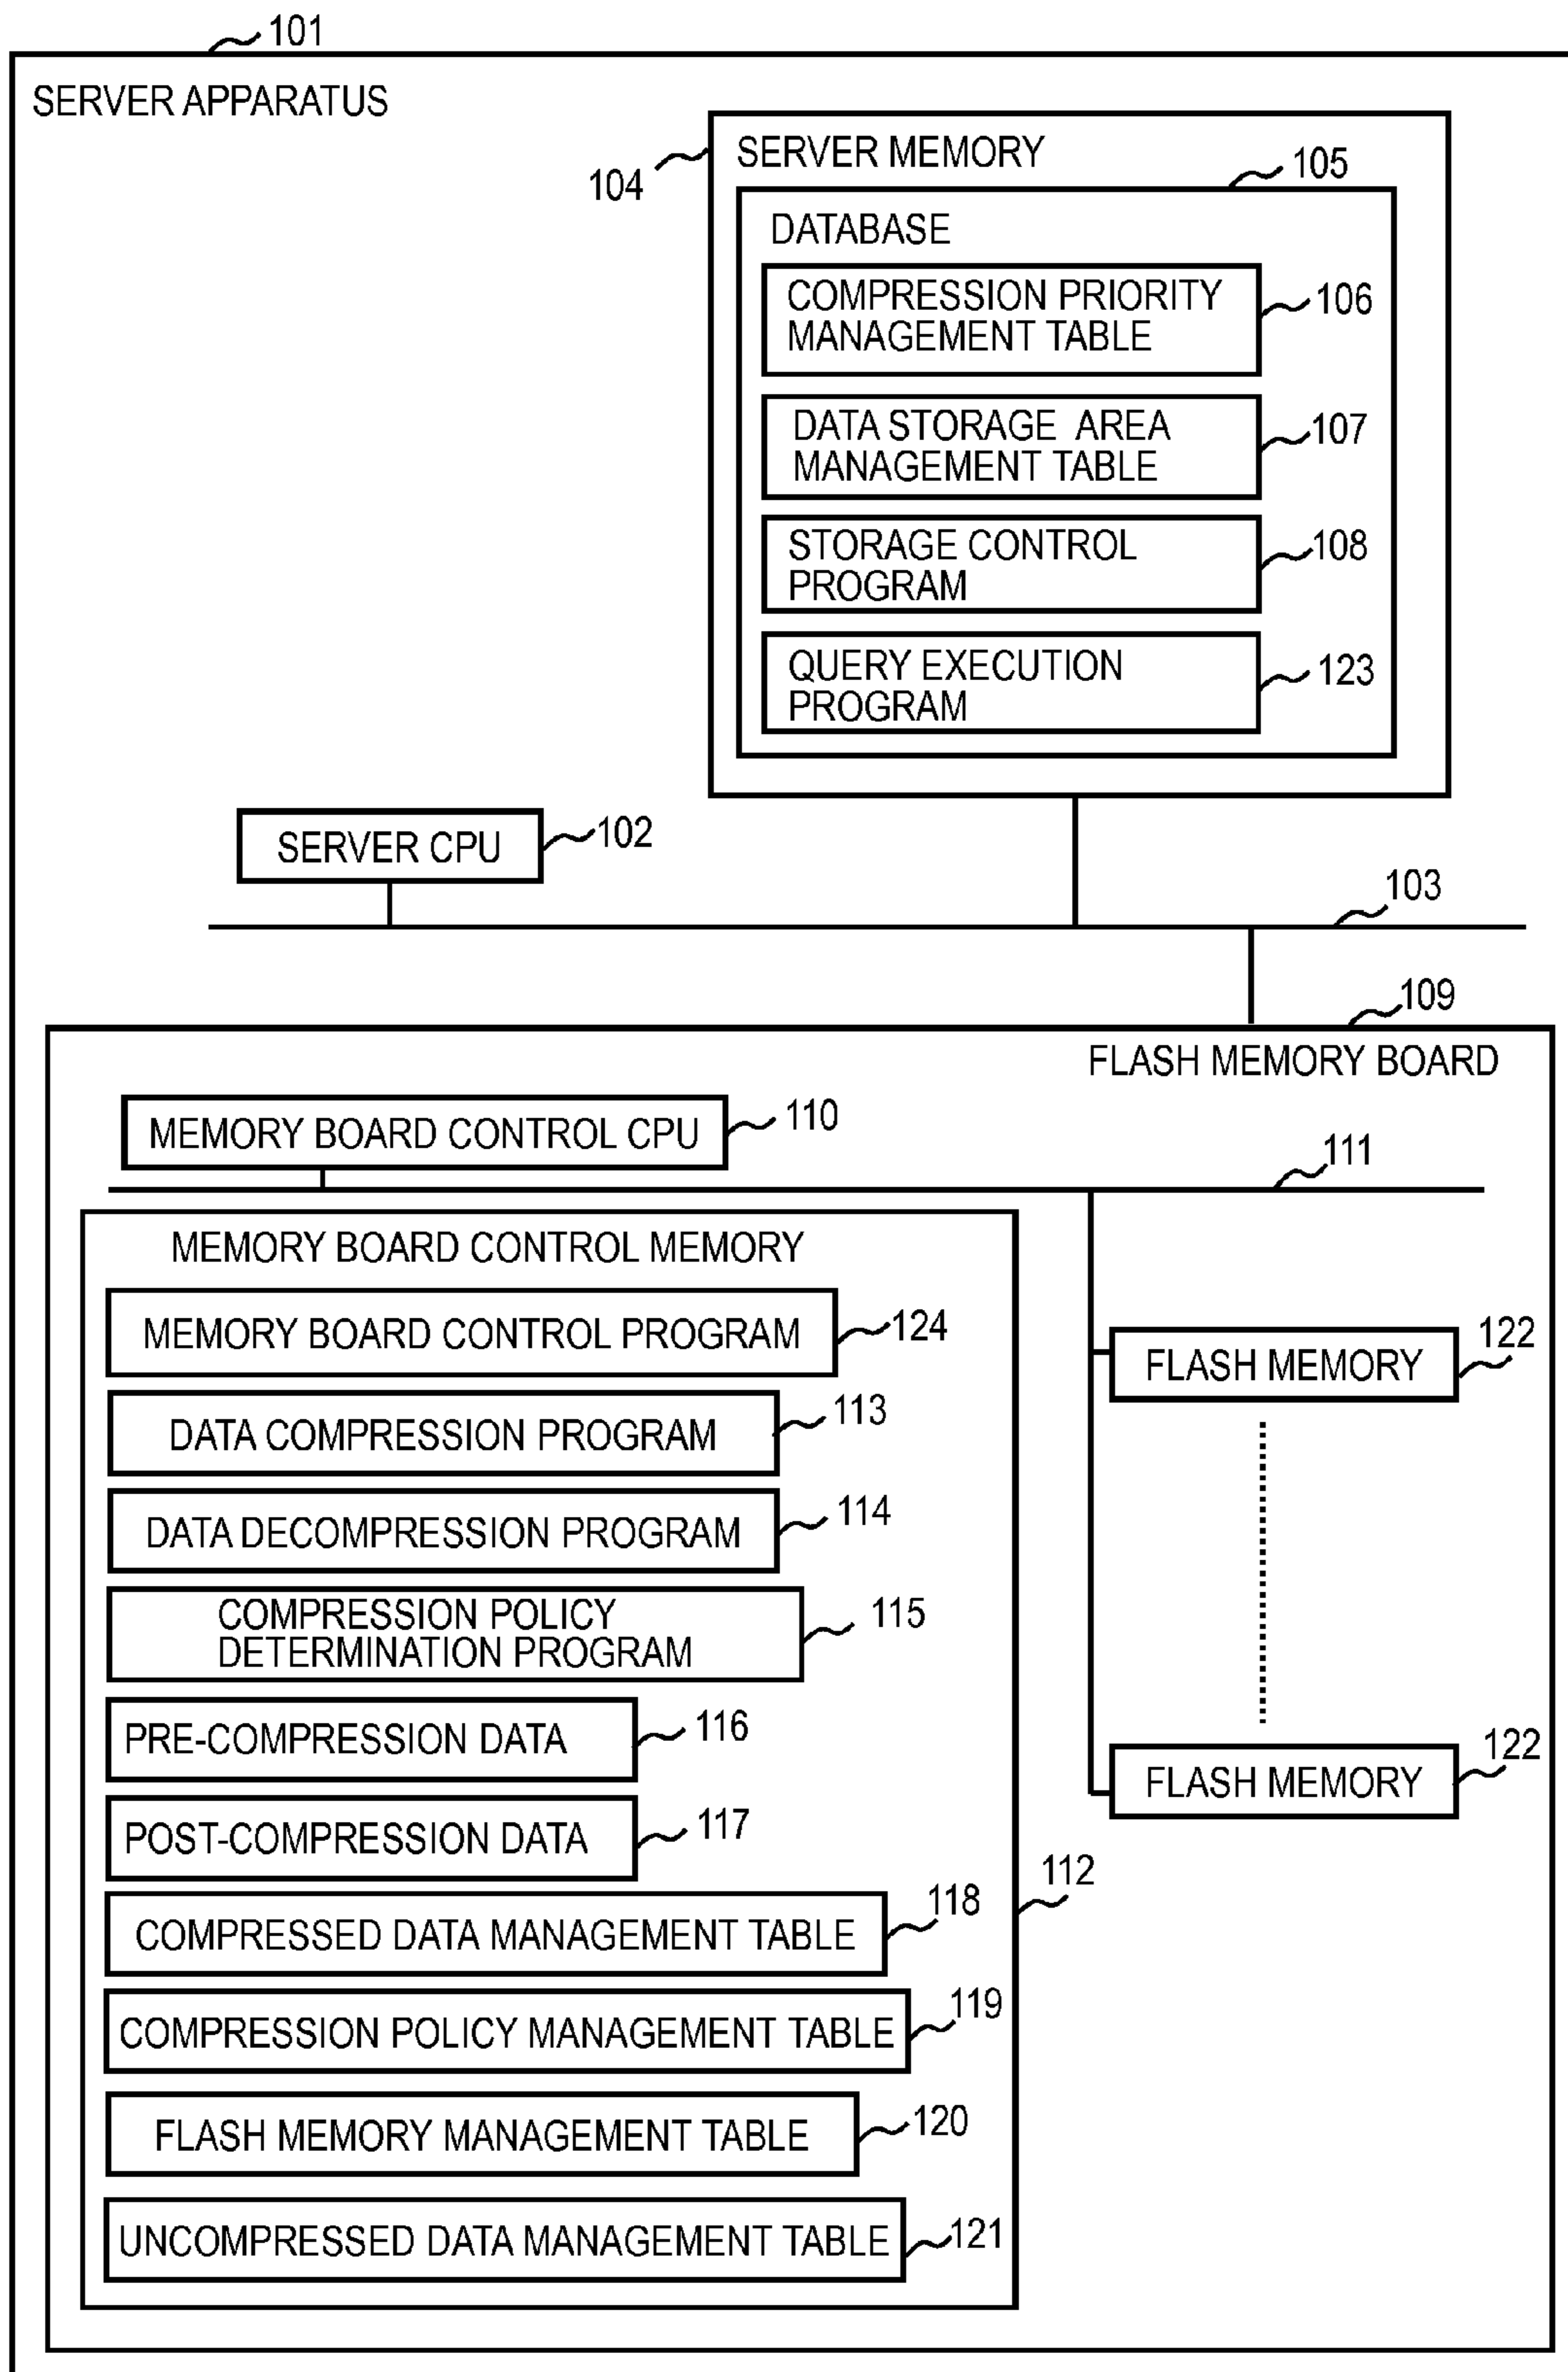 101
SERVER APPARATUS
104
SERVER MEMORY
105
DATABASE
COMPRESSION PRIORITY
MANAGEMENT TABLE
106
DATA STORAGE AREA
MANAGEMENT TABLE
107
STORAGE CONTROL
PROGRAM
108
QUERY EXECUTION
PROGRAM
123
SERVER CPU
102
103
109
FLASH MEMORY BOARD
MEMORY BOARD CONTROL CPU
110
111
MEMORY BOARD CONTROL MEMORY
MEMORY BOARD CONTROL PROGRAM
124
DATA COMPRESSION PROGRAM
113
DATA DECOMPRESSION PROGRAM
114
COMPRESSION POLICY
DETERMINATION PROGRAM
115
PRE-COMPRESSION DATA
116
POST-COMPRESSION DATA
117
112
COMPRESSED DATA MANAGEMENT TABLE
118
COMPRESSION POLICY MANAGEMENT TABLE
119
FLASH MEMORY MANAGEMENT TABLE
120
UNCOMPRESSED DATA MANAGEMENT TABLE
121
FLASH MEMORY
122
FLASH MEMORY
122